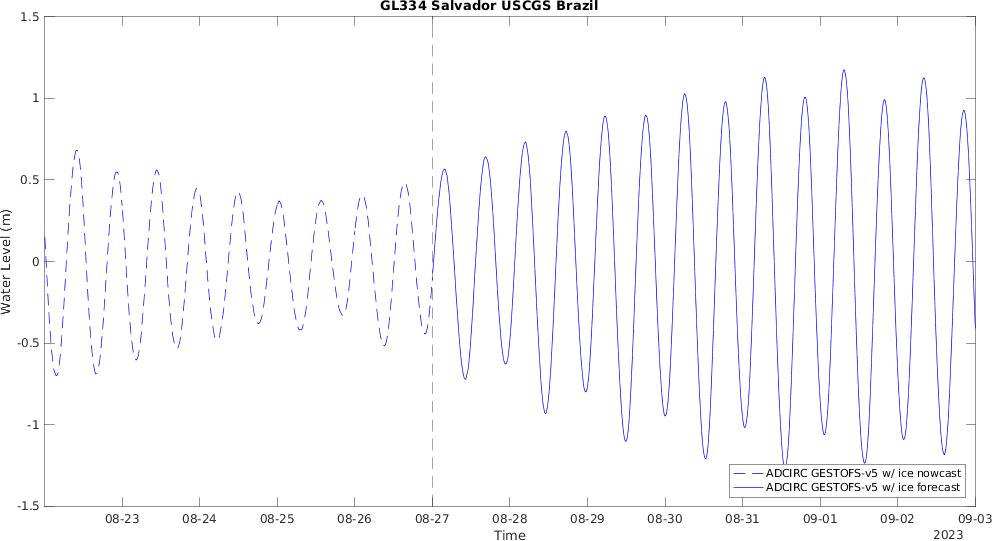 GL334 Salvador USCGS Brazil
1.5
1
0.5
0
-0.5
-1
-1.5
Water Level (m)
ADCIRC GESTOFS-v5 w/ ice nowcast
ADCIRC GESTOFS-v5 w/ ice forecast
08-23 08-24 08-25 08-26 08-27 08-28 08-29 08-30 08-31 09-01 09-02 09-03
Time
2023